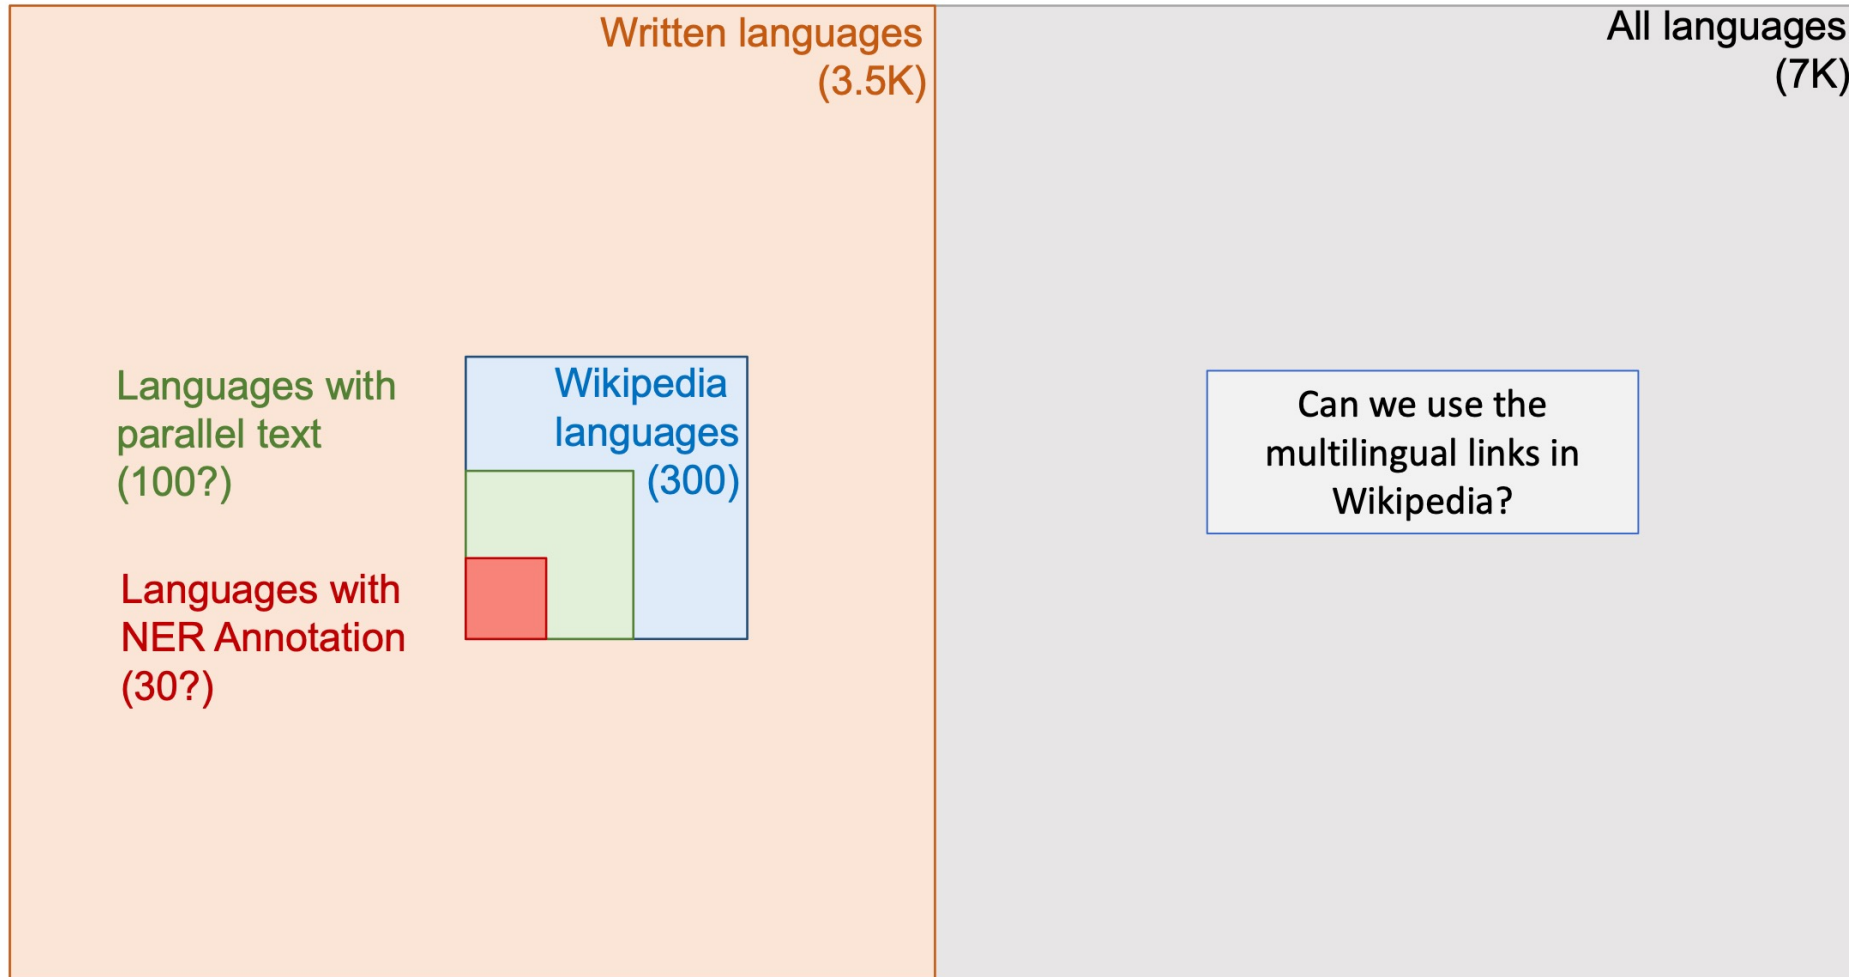 Written languages
(3.5K)
All languages
(7K)
Languages with
parallel text
(100?)
Wikipedia
languages
(300)
Languages with
NER Annotation
(30?)
Can we use the
multilingual links in
Wikipedia?